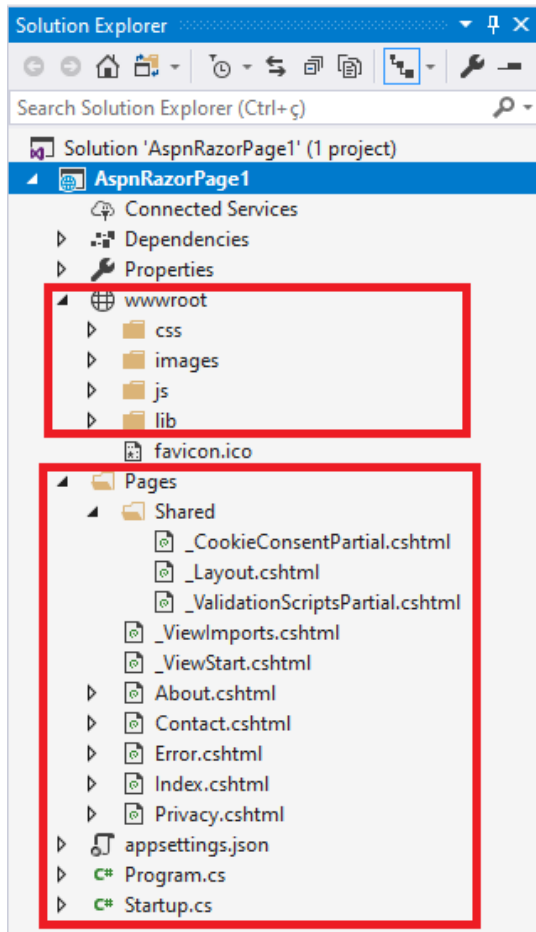 Solution Explorer
Search Solution Explorer (Ctrl+ç)
Solution 'AspnRazorPage1' (1 project)
AspnRazorPage1
Connected Services
Dependencies
Properties
wwwroot
css
images
js
lib
favicon.ico
Pages
Shared
_CookieConsentPartial.cshtml
_Layout.cshtml
_ValidationScriptsPartial.cshtml
_ViewImports.cshtml
_ViewStart.cshtml
About.cshtml
Contact.cshtml
Error.cshtml
Index.cshtml
Privacy.cshtml
appsettings.json
C# Program.cs
C# Startup.cs